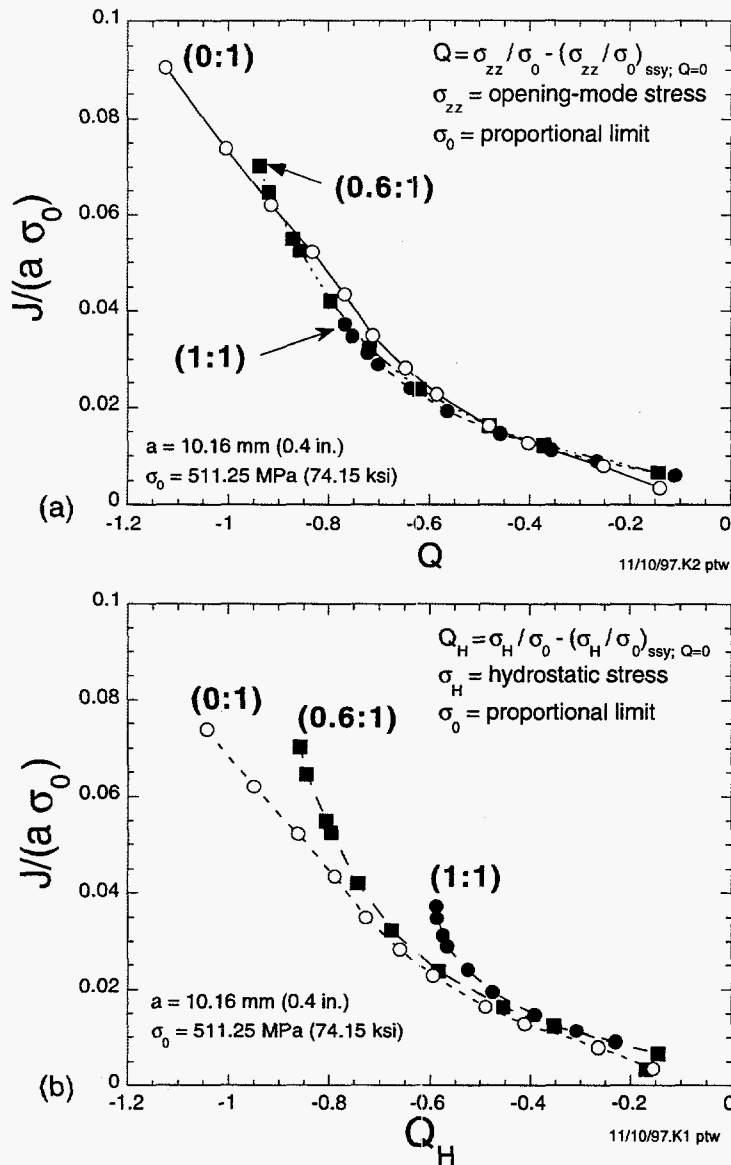 0.1
0.08
0.06
0.04
0.02
0
J/(a σ₀)
(0:1)
Q = σzz/σ₀ - (σzz/σ₀)ssy; Q=0
σzz = opening-mode stress
σ₀ = proportional limit
(0.6:1)
(1:1)
a = 10.16 mm (0.4 in.)
σ₀ = 511.25 MPa (74.15 ksi)
(a)
-1.2 -1 -0.8 -0.6 -0.4 -0.2 0
Q
11/10/97.K2 ptw
0.1
0.08
0.06
0.04
0.02
0
J/(a σ₀)
Q_H = σ_H/σ₀ - (σ_H/σ₀)ssy; Q=0
σ_H = hydrostatic stress
σ₀ = proportional limit
(0:1)
(0.6:1)
(1:1)
a = 10.16 mm (0.4 in.)
σ₀ = 511.25 MPa (74.15 ksi)
(b)
-1.2 -1 -0.8 -0.6 -0.4 -0.2 0
Q_H
11/10/97.K1 ptw